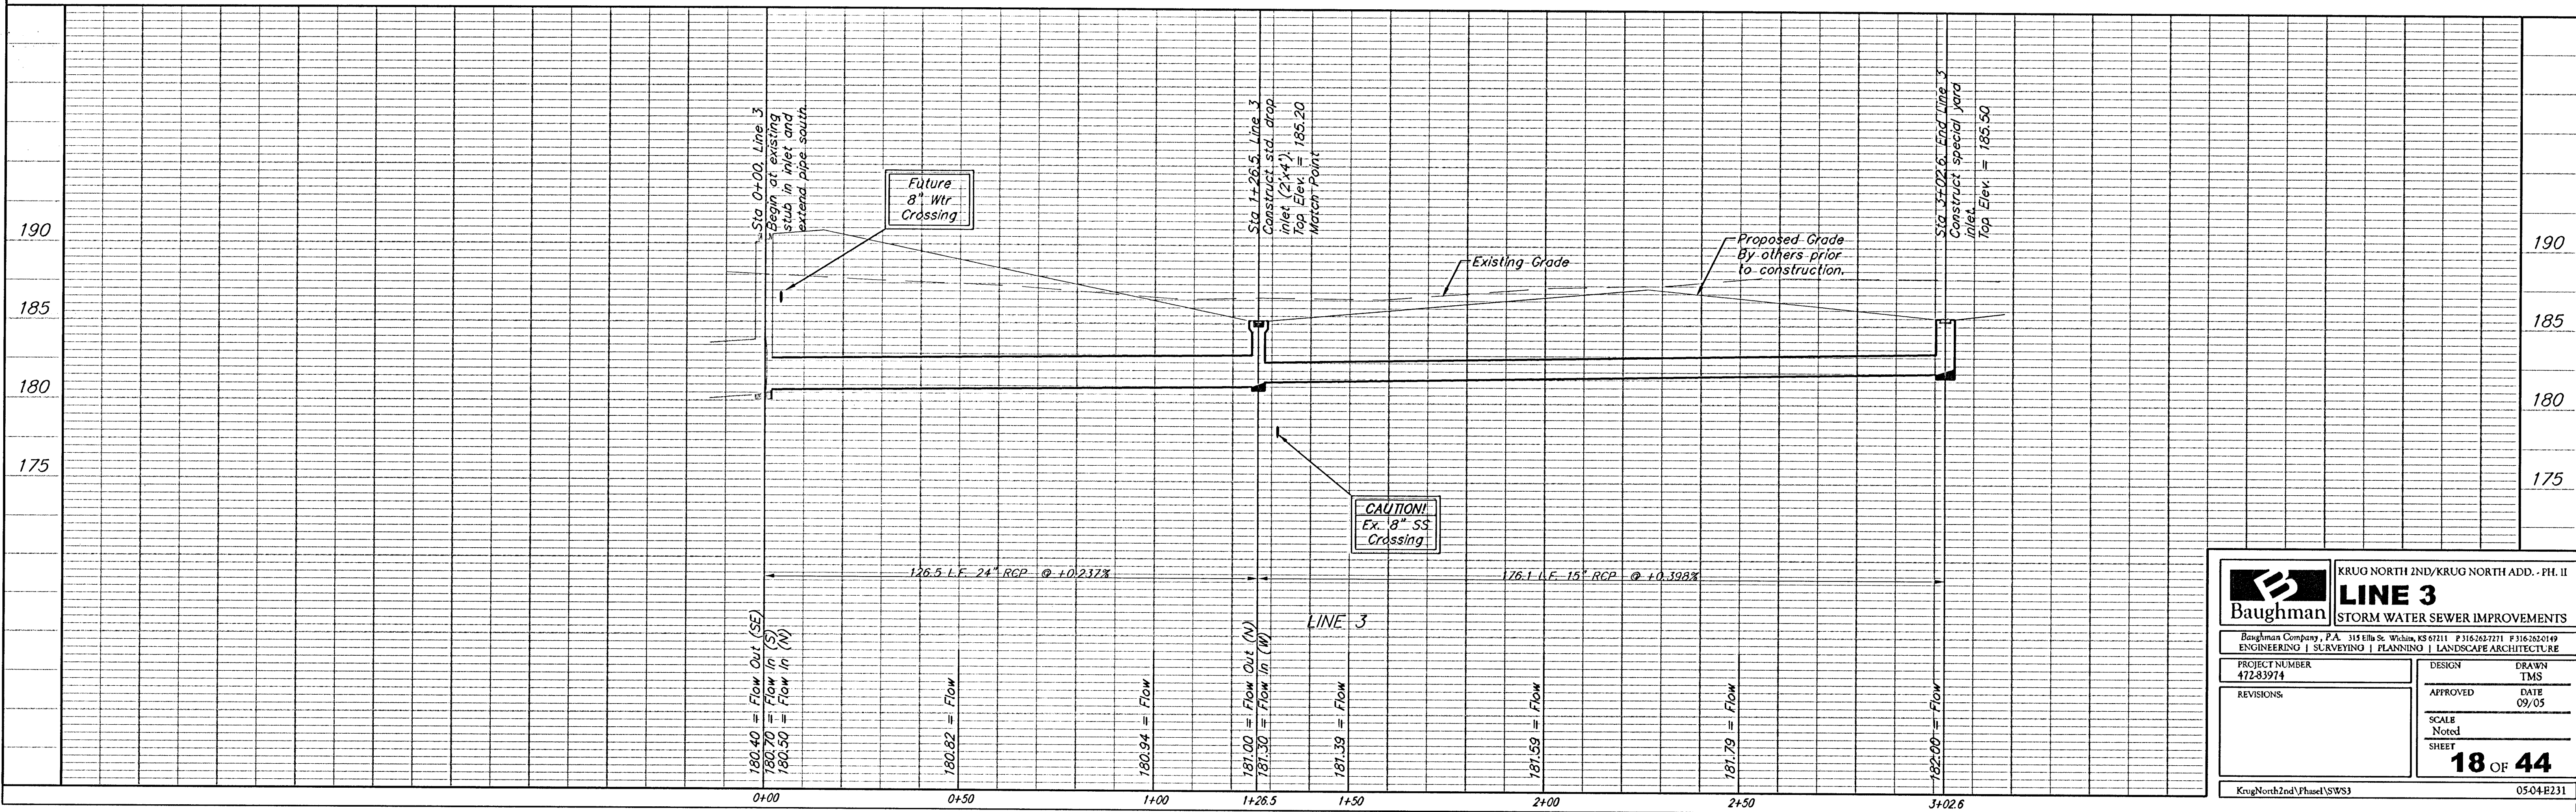 Sta 0+00, Line 3
Begin at existing
stub in inlet and
extend pipe south.
Future
8" Wtr
Crossing
Sta 1+26.5, Line 3
Construct std. drop
inlet (2'x4').
Top Elev. = 185.20
Match Point
Sta 3+02.6, End Line 3
Construct special yard
inlet.
Top Elev. = 185.50
190
185
180
175
190
185
180
175
Existing Grade
Proposed Grade
By others prior
to construction.
CAUTION!
Ex. 8" SS
Crossing
126.5 L.F. 24" RCP @ +0.237%
176.1 L.F. 15" RCP @ +0.398%
LINE 3
180.40 = Flow Out (SE)
180.70 = Flow In (S)
180.50 = Flow In (N)
180.82 = Flow
180.94 = Flow
181.00 = Flow Out (N)
181.30 = Flow In (W)
181.39 = Flow
181.59 = Flow
181.79 = Flow
182.00 = Flow
0+00
0+50
1+00
1+26.5
1+50
2+00
2+50
3+02.6
Baughman
KRUG NORTH 2ND/KRUG NORTH ADD. - PH. II
LINE 3
STORM WATER SEWER IMPROVEMENTS
Baughman Company, P.A. 315 Ellis St. Wichita, KS 67211 P 316-262-7271 F 316-262-0149
ENGINEERING | SURVEYING | PLANNING | LANDSCAPE ARCHITECTURE
PROJECT NUMBER
472-83974
DESIGN
DRAWN
TMS
REVISIONS:
APPROVED
DATE
09/05
SCALE
Noted
SHEET
18 OF 44
KrugNorth2nd\PhaseI\SWS3
05-04-E231